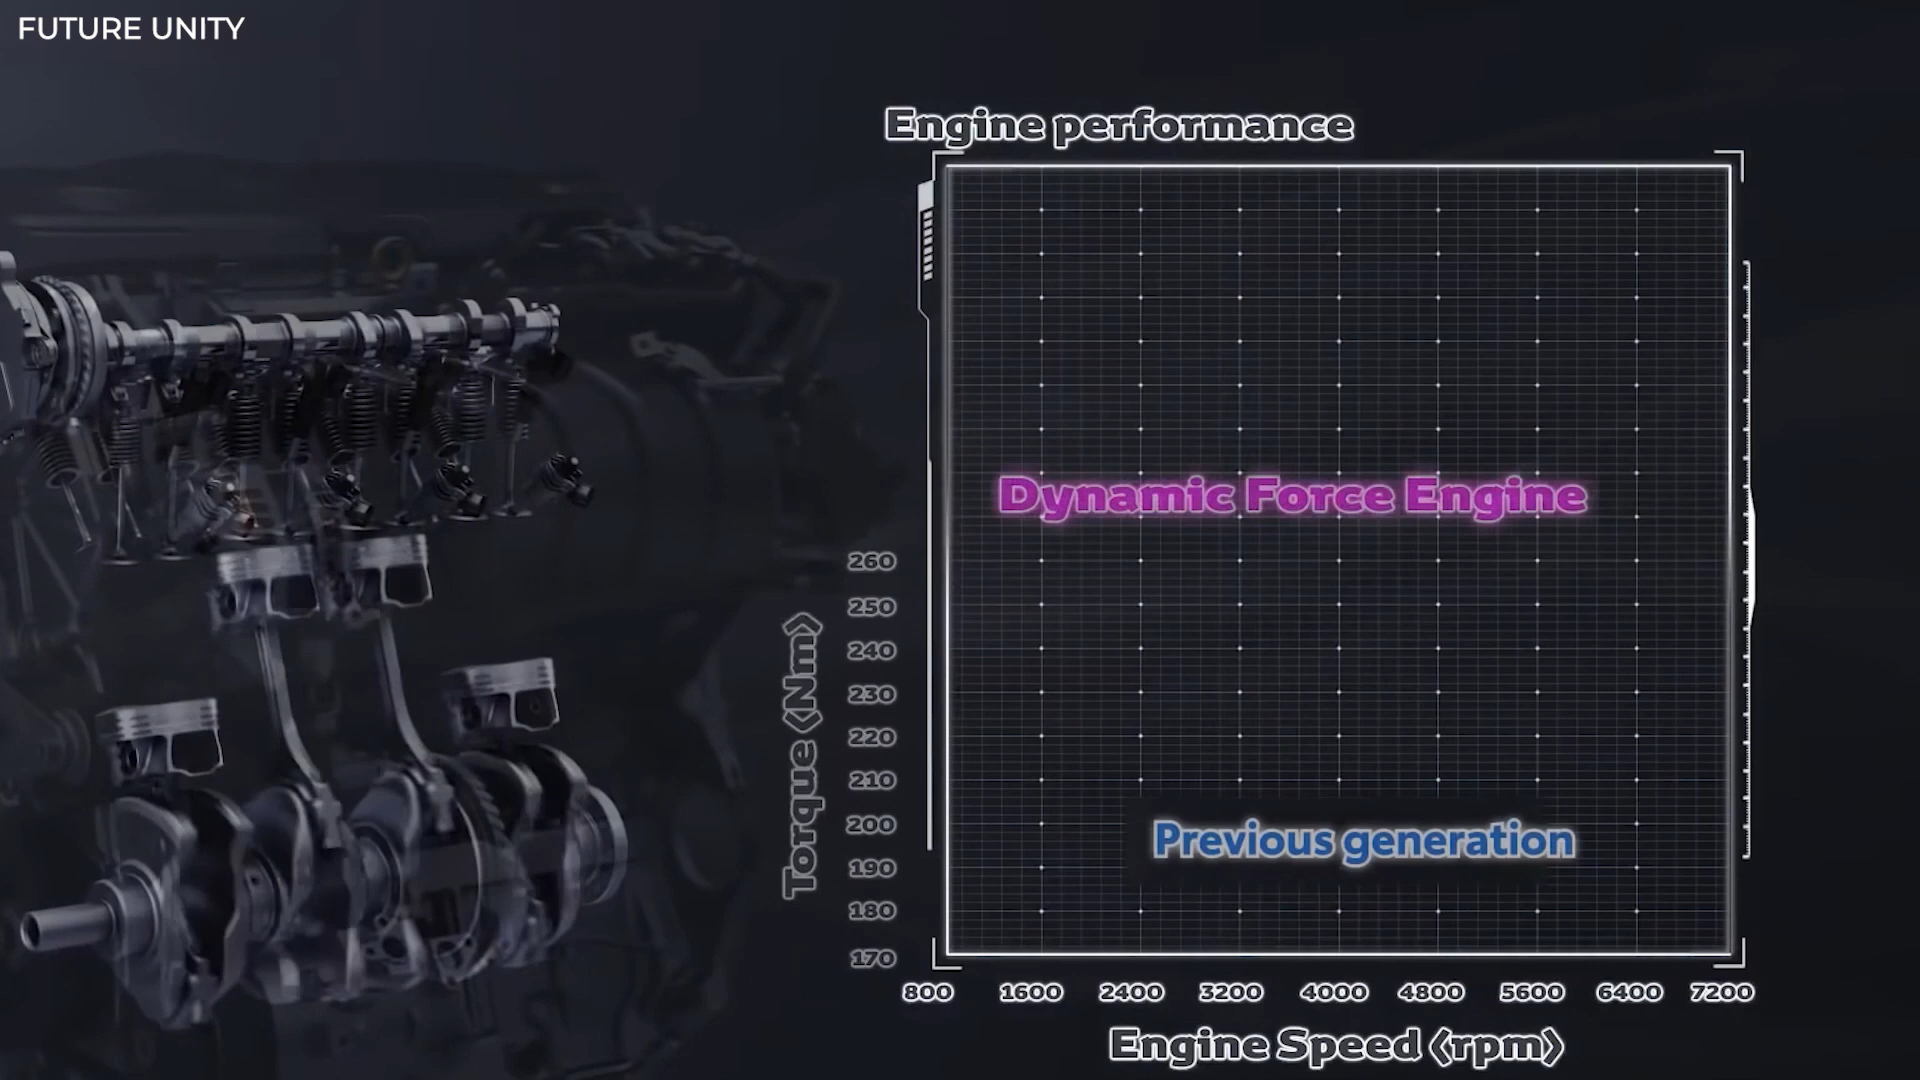 FUTURE UNITY
Engine performance
Dynamic Force Engine
Previous generation
Torque (Nm)
260
250
240
230
220
210
200
190
180
170
800 1600 2400 3200 4000 4800 5600 6400 7200
Engine Speed (rpm)